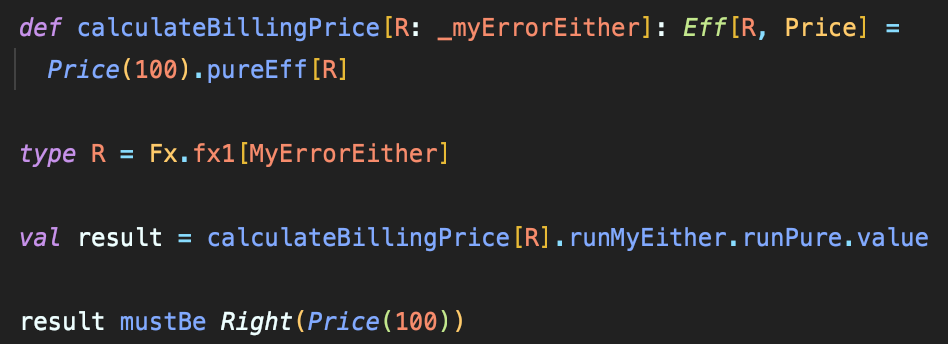 def calculateBillingPrice[R: _myErrorEither]: Eff[R, Price] =
Price(100).pureEff[R]
type R = Fx.fx1[MyErrorEither]
val result = calculateBillingPrice[R].runMyEither.runPure.value
result mustBe Right(Price(100))